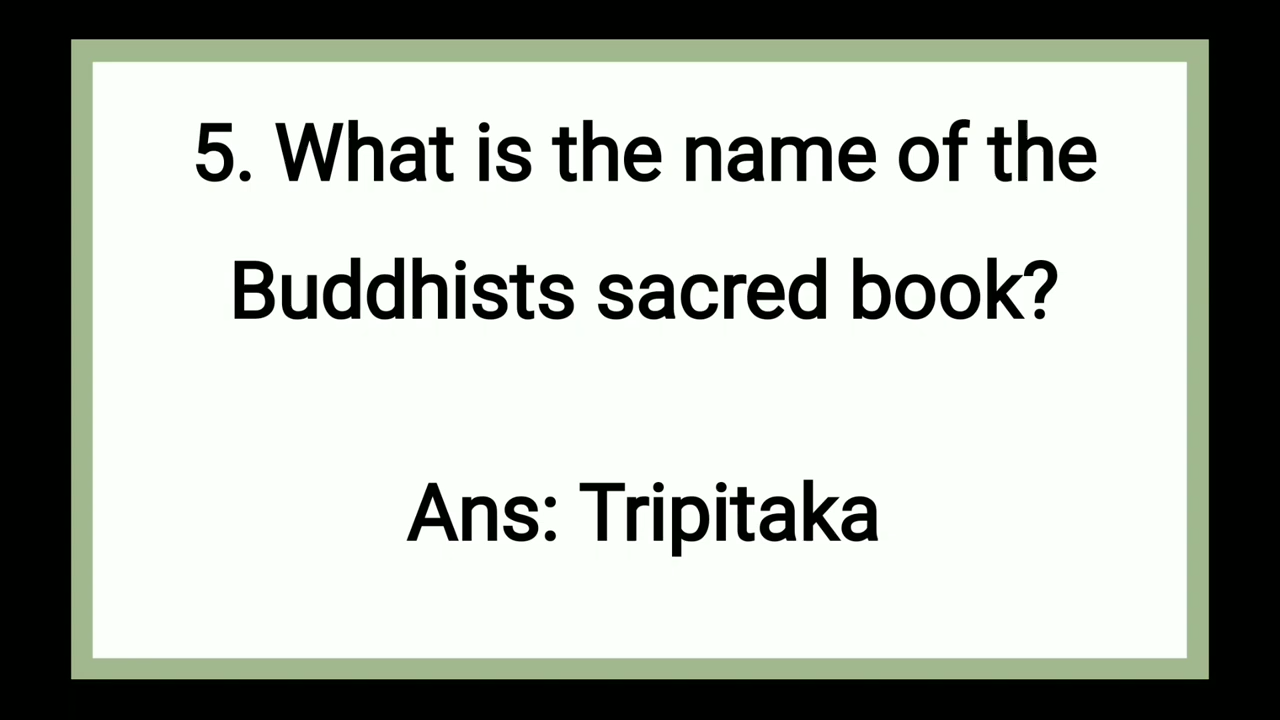 5. What is the name of the
Buddhists sacred book?
Ans: Tripitaka